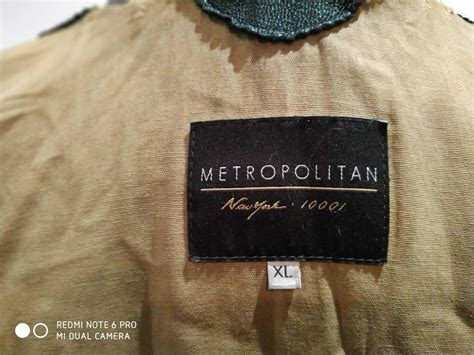 METROPOLITAN
New York · 10001
XL
REDMI NOTE 6 PRO
MI DUAL CAMERA